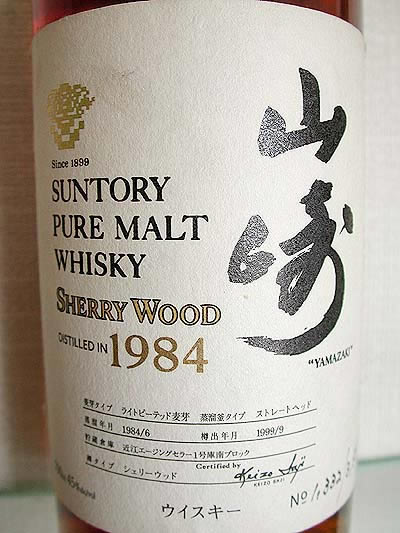 Since 1899
SUNTORY
PURE MALT
WHISKY
SHERRY WOOD
DISTILLED IN 1984
山崎
"YAMAZAKI"
麦芽タイプ ライトピーテッド麦芽 蒸溜釜タイプ ストレートヘッド
蒸溜年月 1984/6 樽出年月 1999/9
貯蔵倉庫 近江エージングセラー1号庫南ブロック
樽タイプ シェリーウッド Certified by Keizo Saji
KEIZO SAJI
45%alc/vol
ウイスキー